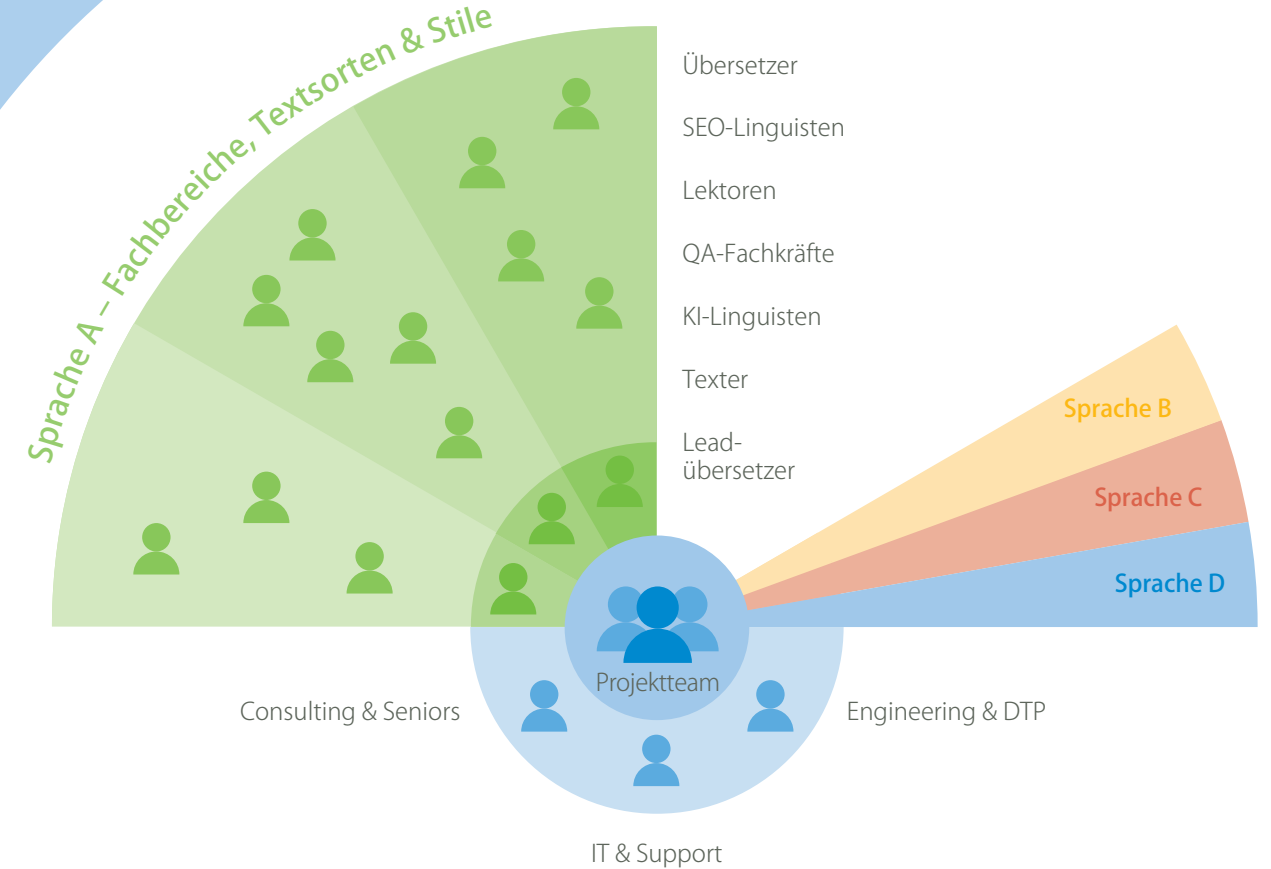 Sprache A – Fachbereiche, Textsorten & Stile
Übersetzer
SEO-Linguisten
Lektoren
QA-Fachkräfte
KI-Linguisten
Texter
Lead-
übersetzer
Sprache B
Sprache C
Sprache D
Projektteam
Consulting & Seniors
Engineering & DTP
IT & Support